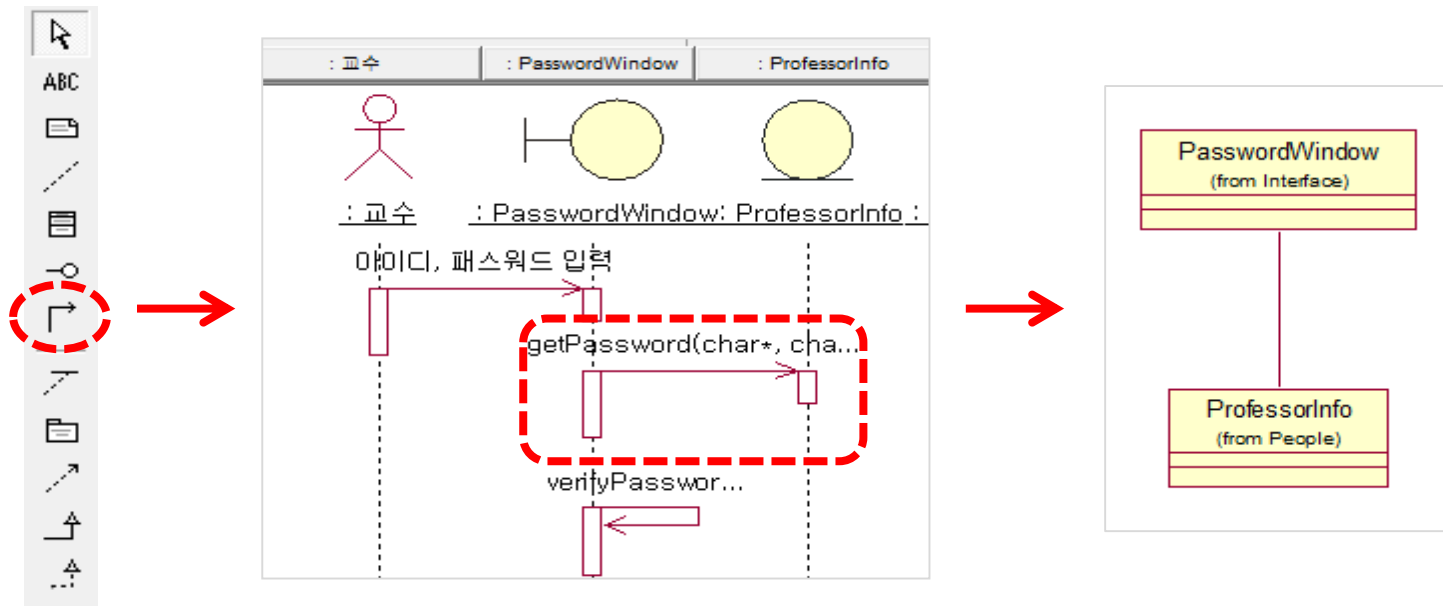 ABC
: 교수
: PasswordWindow
: ProfessorInfo
: 교수
: PasswordWindow
: ProfessorInfo :
아이디, 패스워드 입력
getPassword(char*, cha...
verifyPasswor...
PasswordWindow
(from Interface)
ProfessorInfo
(from People)